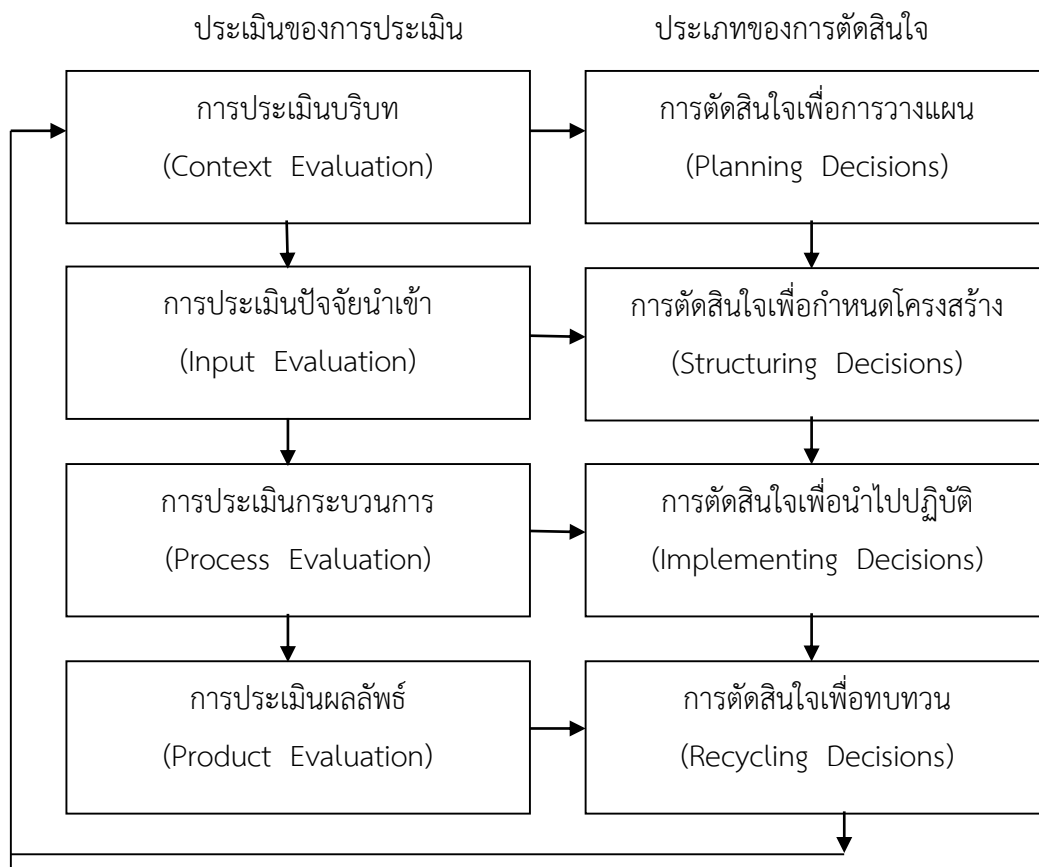 ประเมินของการประเมิน
ประเภทของการตัดสินใจ
การประเมินบริบท
(Context Evaluation)
การตัดสินใจเพื่อการวางแผน
(Planning Decisions)
การประเมินปัจจัยนำเข้า
(Input Evaluation)
การตัดสินใจเพื่อกำหนดโครงสร้าง
(Structuring Decisions)
การประเมินกระบวนการ
(Process Evaluation)
การตัดสินใจเพื่อนำไปปฏิบัติ
(Implementing Decisions)
การประเมินผลลัพธ์
(Product Evaluation)
การตัดสินใจเพื่อทบทวน
(Recycling Decisions)